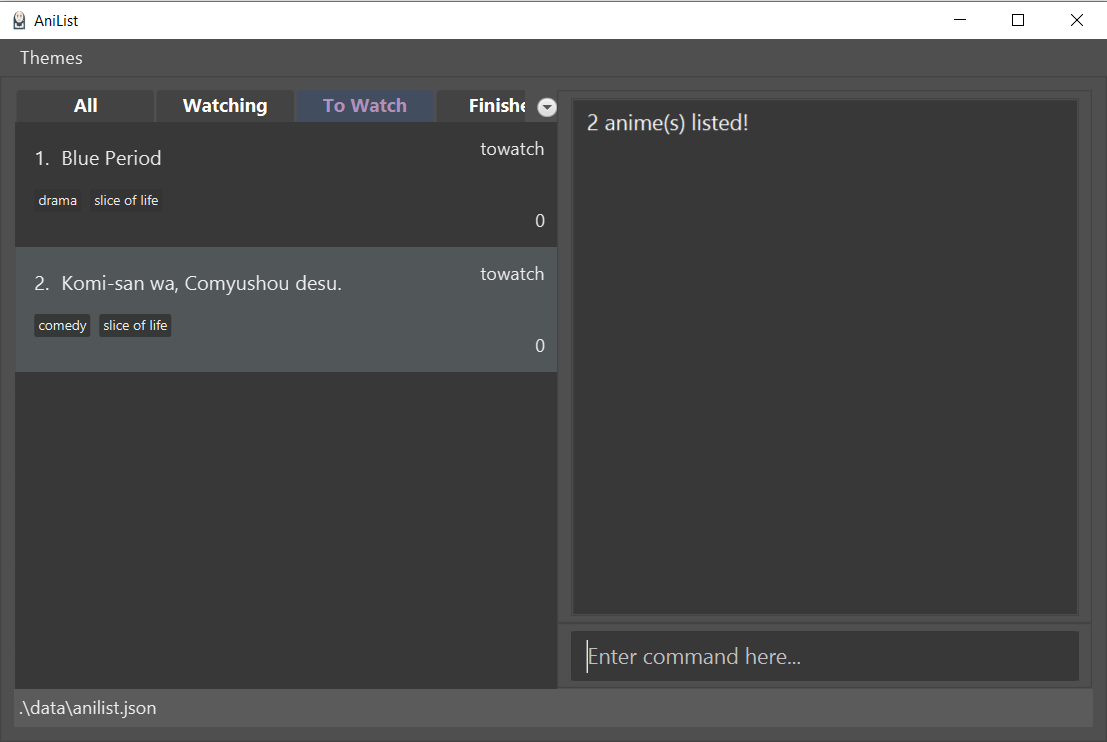 AniList
Themes
All Watching To Watch Finishe
1. Blue Period towatch
drama slice of life
0
2. Komi-san wa, Comyushou desu. towatch
comedy slice of life
0
2 anime(s) listed!
Enter command here...
.\data\anilist.json